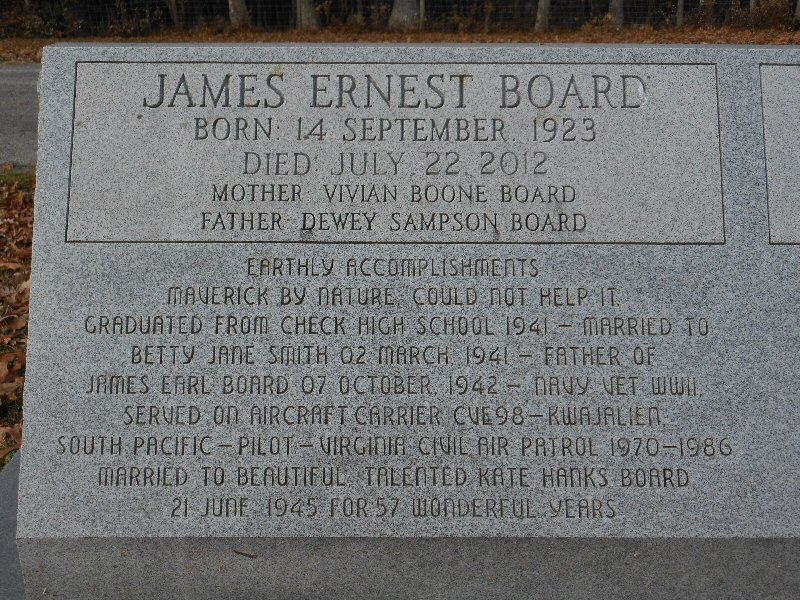 JAMES ERNEST BOARD
BORN: 14 SEPTEMBER, 1923
DIED: JULY, 22, 2012
MOTHER: VIVIAN BOONE BOARD
FATHER: DEWEY SAMPSON BOARD
EARTHLY ACCOMPLISHMENTS
MAVERICK BY NATURE, COULD NOT HELP IT.
GRADUATED FROM CHECK HIGH SCHOOL 1941 – MARRIED TO
BETTY JANE SMITH 02 MARCH, 1941 – FATHER OF
JAMES EARL BOARD 07 OCTOBER, 1942 – NAVY VET WWII,
SERVED ON AIRCRAFT CARRIER CVE98–KWAJALIEN,
SOUTH PACIFIC – PILOT – VIRGINIA CIVIL AIR PATROL 1970–1986
MARRIED TO BEAUTIFUL, TALENTED KATE HANKS BOARD
21 JUNE, 1945 FOR 57 WONDERFUL YEARS